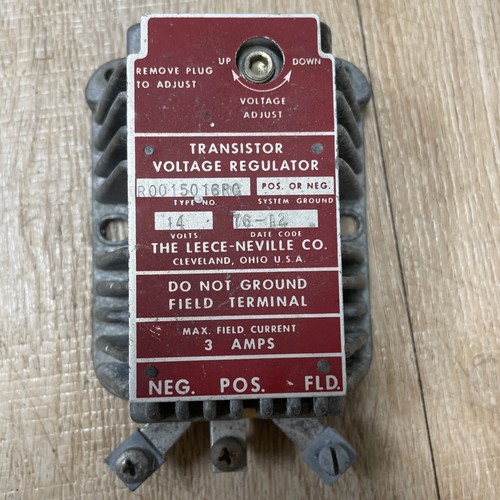 UP DOWN
REMOVE PLUG
TO ADJUST
VOLTAGE
ADJUST
TRANSISTOR
VOLTAGE REGULATOR
R0015016RG POS. OR NEG.
TYPE NO. SYSTEM GROUND
14 76-12
VOLTS DATE CODE
THE LEECE-NEVILLE CO.
CLEVELAND, OHIO U.S.A.
DO NOT GROUND
FIELD TERMINAL
MAX. FIELD CURRENT
3 AMPS
NEG. POS. FLD.